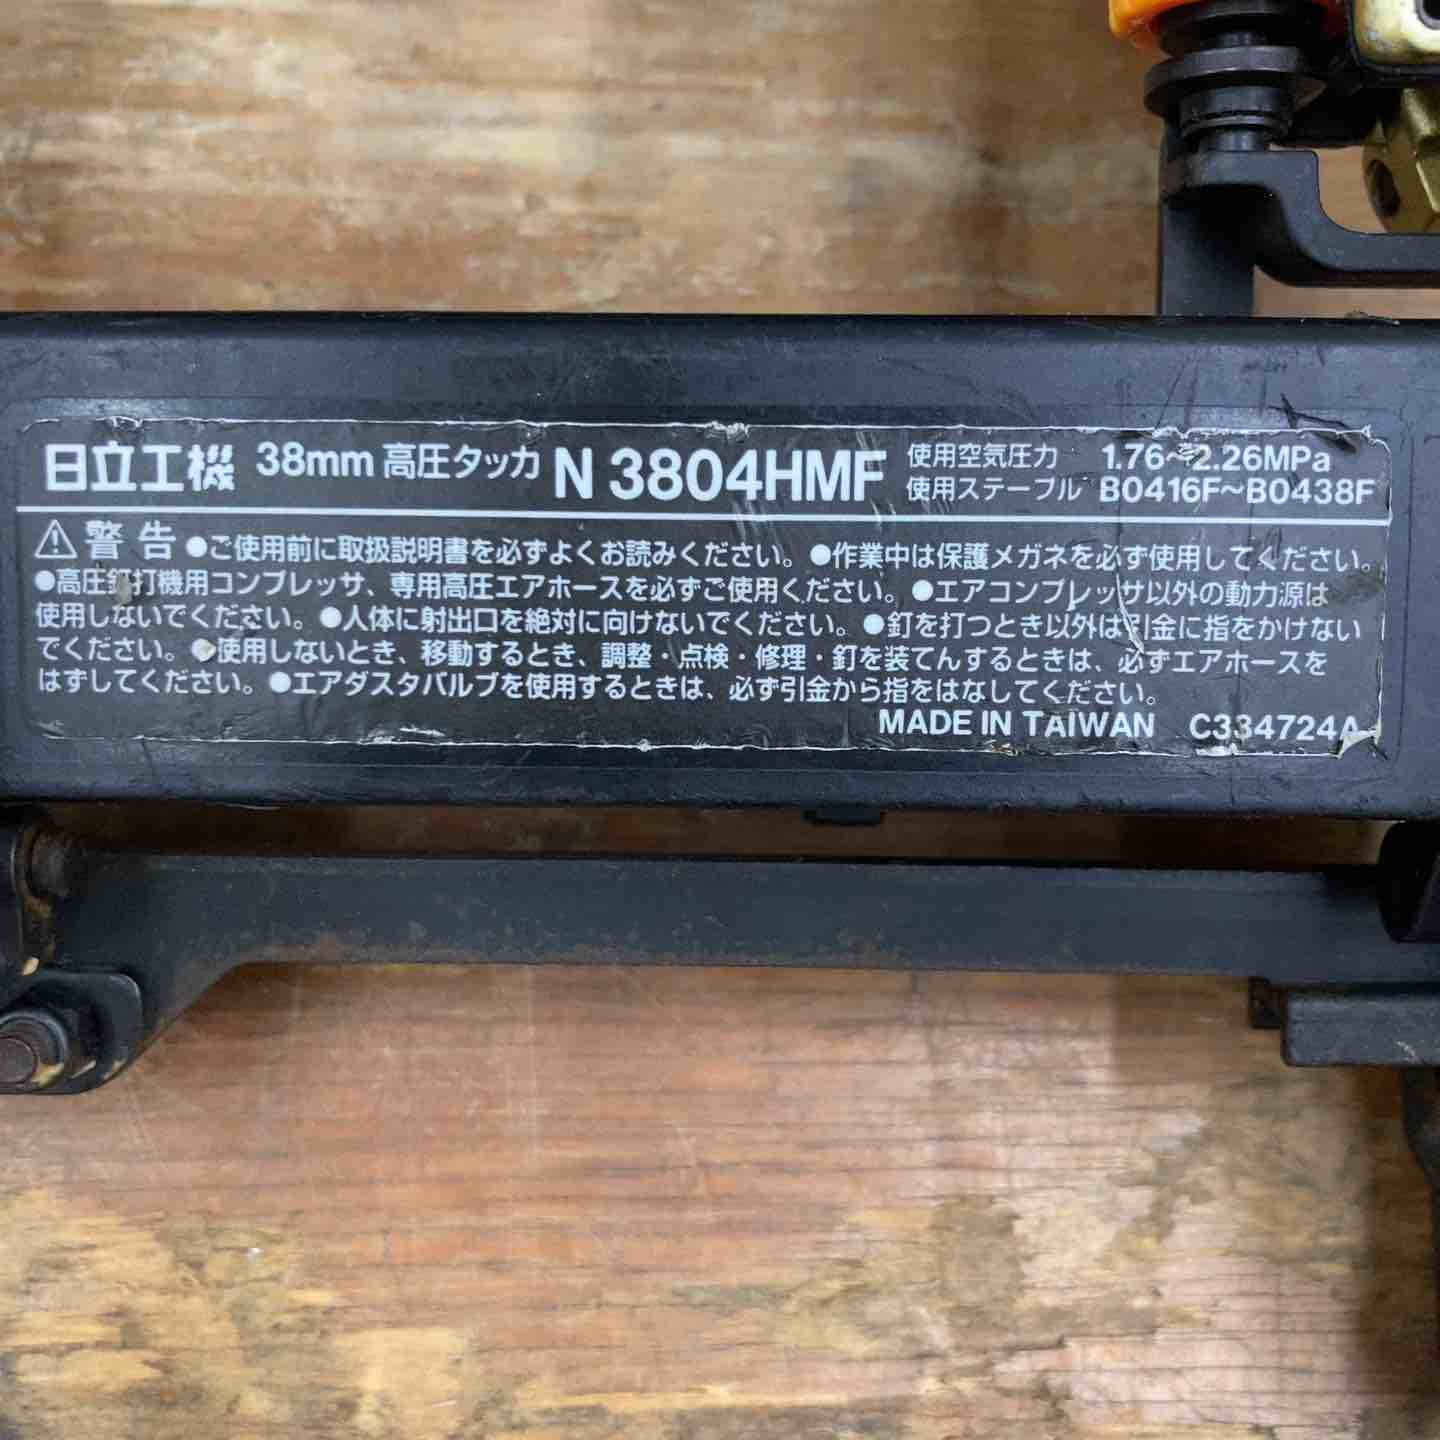 日立工機 38mm 高圧タッカ N 3804HMF 使用空気圧力 1.76～2.26MPa
使用ステープル B0416F～B0438F
⚠ 警告 ●ご使用前に取扱説明書を必ずよくお読みください。●作業中は保護メガネを必ず使用してください。
●高圧釘打機用コンプレッサ、専用高圧エアホースを必ずご使用ください。●エアコンプレッサ以外の動力源は
使用しないでください。●人体に射出口を絶対に向けないでください。●釘を打つとき以外は引金に指をかけない
でください。●使用しないとき、移動するとき、調整・点検・修理・釘を装てんするときは、必ずエアホースを
はずしてください。●エアダスタバルブを使用するときは、必ず引金から指をはなしてください。
MADE IN TAIWAN C334724A